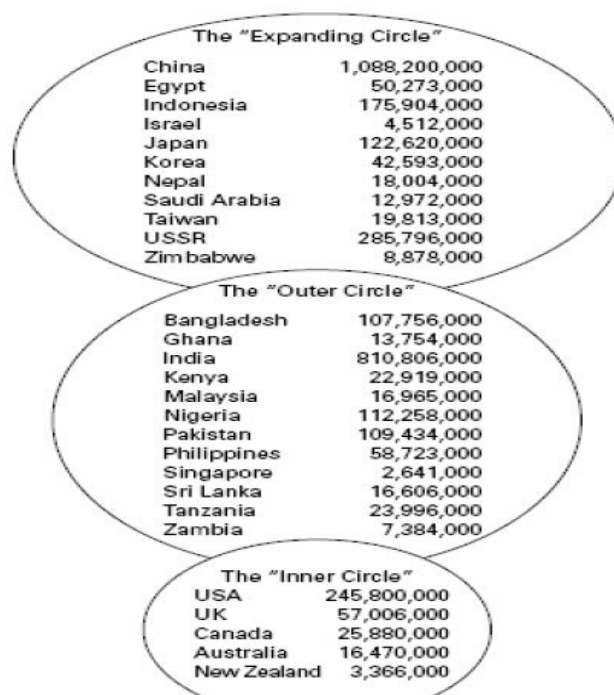 The "Expanding Circle"
China 1,088,200,000
Egypt 50,273,000
Indonesia 175,904,000
Israel 4,512,000
Japan 122,620,000
Korea 42,593,000
Nepal 18,004,000
Saudi Arabia 12,972,000
Taiwan 19,813,000
USSR 285,796,000
Zimbabwe 8,878,000
The "Outer Circle"
Bangladesh 107,756,000
Ghana 13,754,000
India 810,806,000
Kenya 22,919,000
Malaysia 16,965,000
Nigeria 112,258,000
Pakistan 109,434,000
Philippines 58,723,000
Singapore 2,641,000
Sri Lanka 16,606,000
Tanzania 23,996,000
Zambia 7,384,000
The "Inner Circle"
USA 245,800,000
UK 57,006,000
Canada 25,880,000
Australia 16,470,000
New Zealand 3,366,000